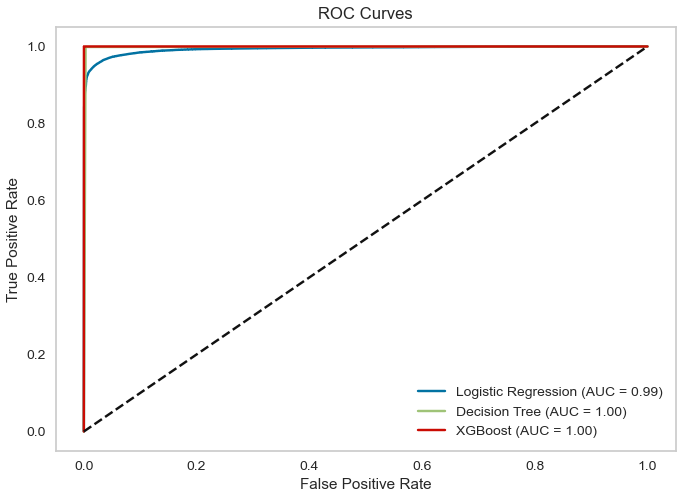 ROC Curves
True Positive Rate
1.0
0.8
0.6
0.4
0.2
0.0
Logistic Regression (AUC = 0.99)
Decision Tree (AUC = 1.00)
XGBoost (AUC = 1.00)
0.0 0.2 0.4 0.6 0.8 1.0
False Positive Rate